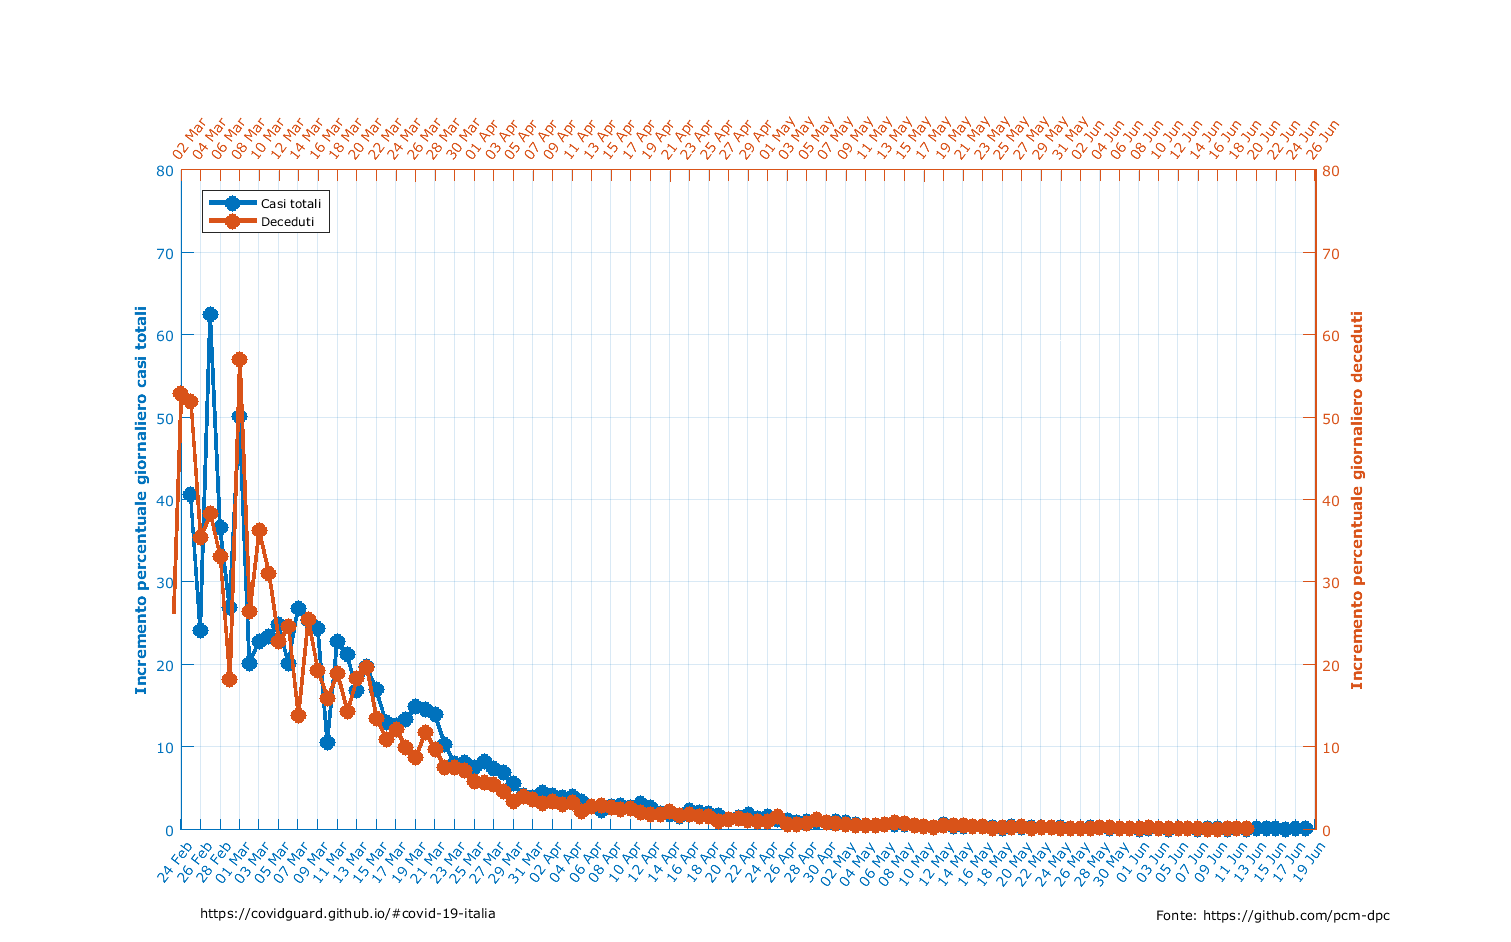 02 Mar
04 Mar
06 Mar
08 Mar
10 Mar
12 Mar
14 Mar
16 Mar
18 Mar
20 Mar
22 Mar
24 Mar
26 Mar
28 Mar
30 Mar
01 Apr
03 Apr
05 Apr
07 Apr
09 Apr
11 Apr
13 Apr
15 Apr
17 Apr
19 Apr
21 Apr
23 Apr
25 Apr
27 Apr
29 Apr
01 May
03 May
05 May
07 May
09 May
11 May
13 May
15 May
17 May
19 May
21 May
23 May
25 May
27 May
29 May
31 May
02 Jun
04 Jun
06 Jun
08 Jun
10 Jun
12 Jun
14 Jun
16 Jun
18 Jun
20 Jun
22 Jun
24 Jun
26 Jun
Incremento percentuale giornaliero casi totali
80
70
60
50
40
30
20
10
0
Casi totali
Deceduti
80
70
60
50
40
30
20
10
0
Incremento percentuale giornaliero deceduti
24 Feb
26 Feb
28 Feb
01 Mar
03 Mar
05 Mar
07 Mar
09 Mar
11 Mar
13 Mar
15 Mar
17 Mar
19 Mar
21 Mar
23 Mar
25 Mar
27 Mar
29 Mar
31 Mar
02 Apr
04 Apr
06 Apr
08 Apr
10 Apr
12 Apr
14 Apr
16 Apr
18 Apr
20 Apr
22 Apr
24 Apr
26 Apr
28 Apr
30 Apr
02 May
04 May
06 May
08 May
10 May
12 May
14 May
16 May
18 May
20 May
22 May
24 May
26 May
28 May
30 May
01 Jun
03 Jun
05 Jun
07 Jun
09 Jun
11 Jun
13 Jun
15 Jun
17 Jun
19 Jun
https://covidguard.github.io/#covid-19-italia
Fonte: https://github.com/pcm-dpc